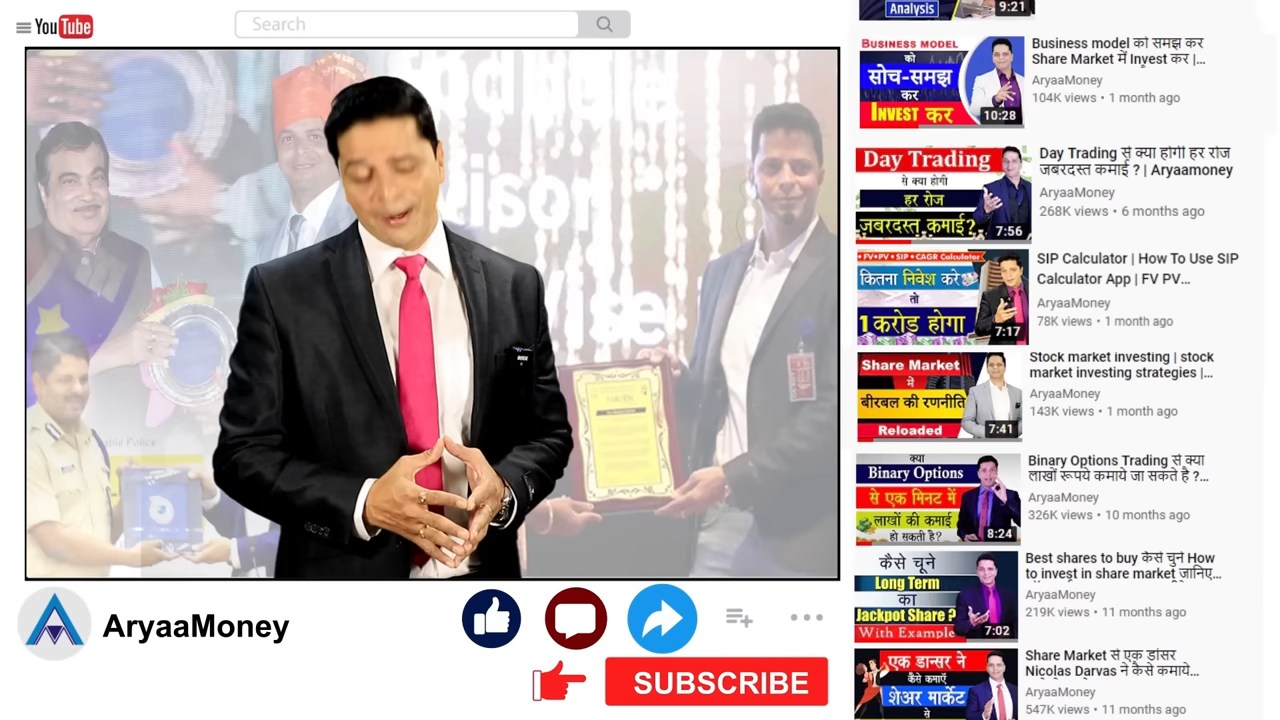 YouTube
Search
Analysis
9:21
BUSINESS MODEL
को
सोच-समझ
कर
INVEST कर
10:28
Business model को समझ कर
Share Market में Invest कर |...
AryaaMoney
104K views • 1 month ago
Day Trading
से क्या होगी
हर रोज
जबरदस्त कमाई?
7:56
Day Trading से क्या होगी हर रोज
जबरदस्त कमाई ? | Aryaamoney
AryaaMoney
268K views • 6 months ago
• FV • PV • SIP • CAGR Calculator
कितना निवेश करे
तो
1 करोड़ होगा
7:17
SIP Calculator | How To Use SIP
Calculator App | FV PV...
AryaaMoney
78K views • 1 month ago
Share Market
में
बीरबल की रणनीति
Reloaded
7:41
Stock market investing | stock
market investing strategies |...
AryaaMoney
143K views • 1 month ago
क्या
Binary Options
से एक मिनट में
लाखों की कमाई
हो सकती है?
8:24
Binary Options Trading से क्या
लाखों रूपये कमाये जा सकते है ?...
AryaaMoney
326K views • 10 months ago
कैसे चूने
Long Term
का
Jackpot Share ?
With Example
7:02
Best shares to buy कैसे चुने How
to invest in share market जानिए...
AryaaMoney
219K views • 11 months ago
एक डान्सर ने
कैसे कमाएँ
शेअर मार्केट
से
Share Market से एक डांसर
Nicolas Darvas ने कैसे कमाये...
AryaaMoney
547K views • 11 months ago
AryaaMoney
SUBSCRIBE